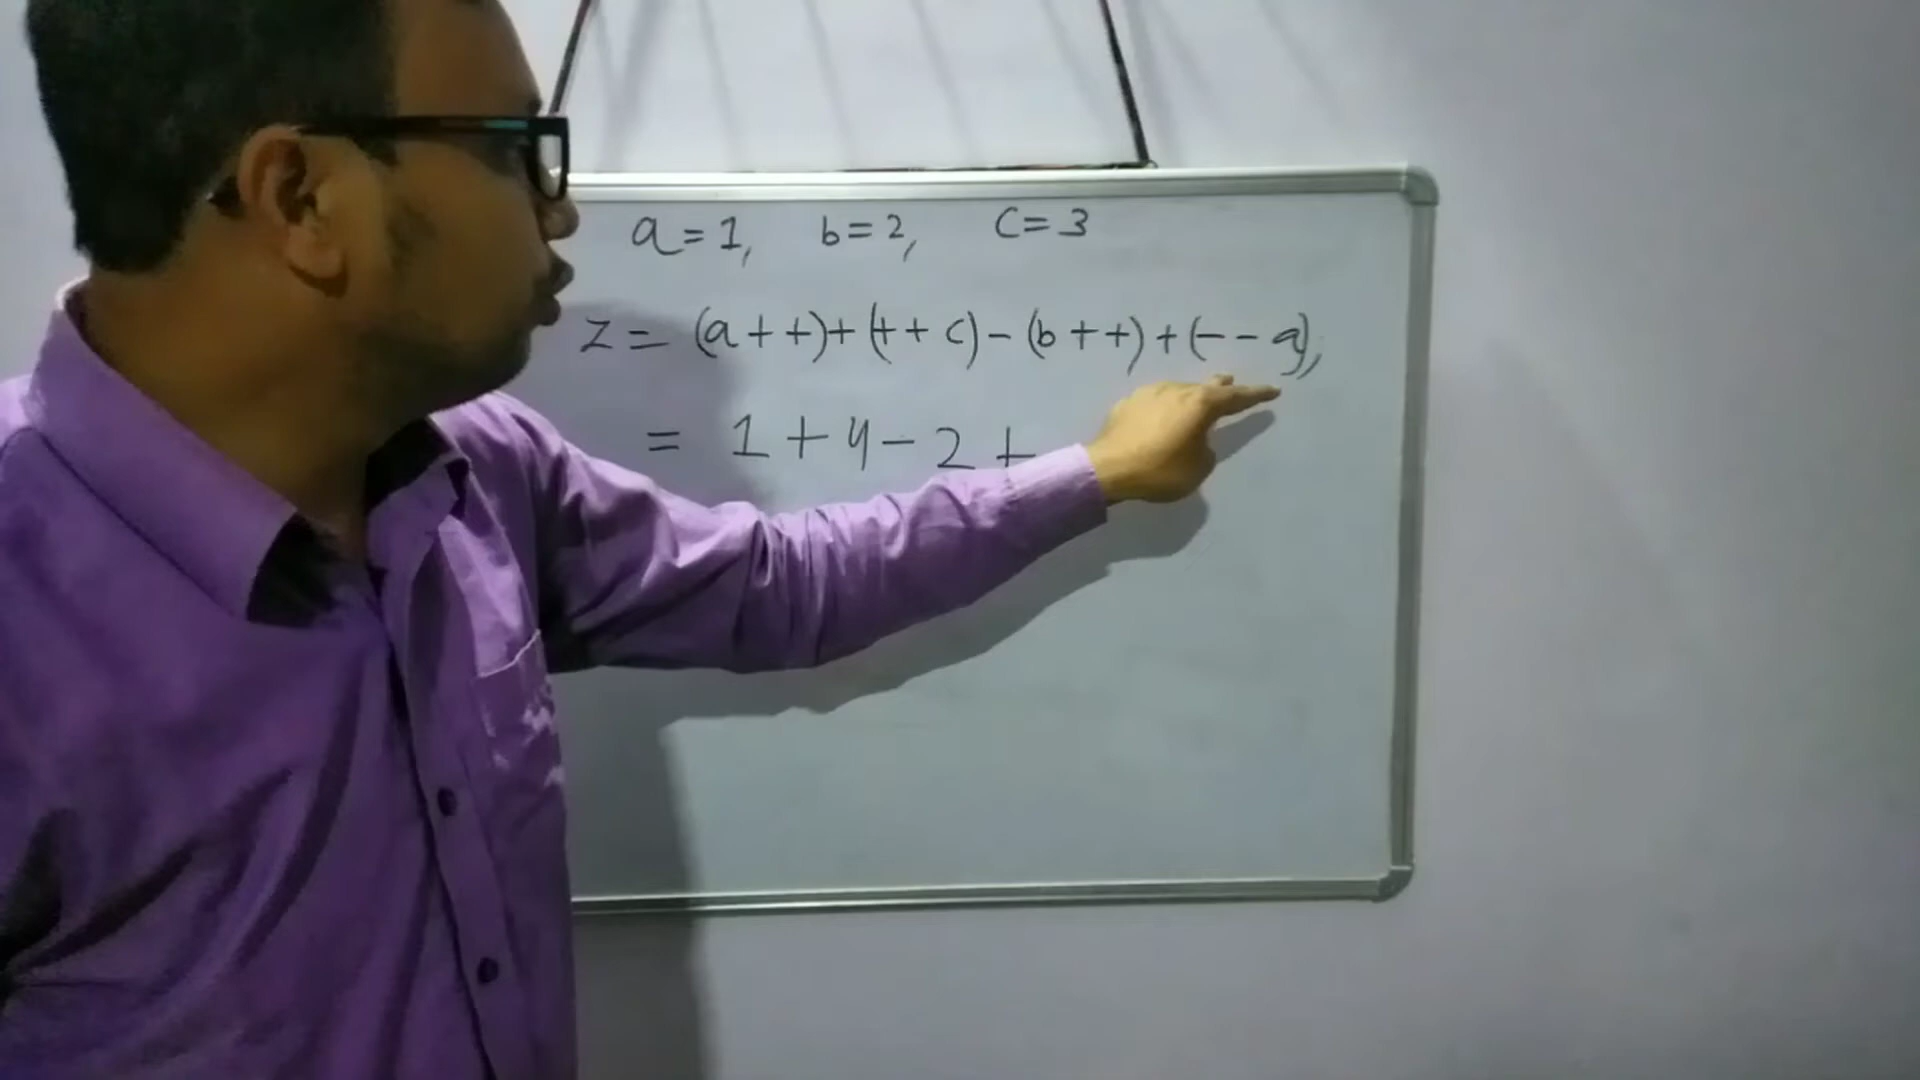 a=1, b=2, c=3
z= (a++)+(++c)-(b++)+(--a);
= 1+4-2+